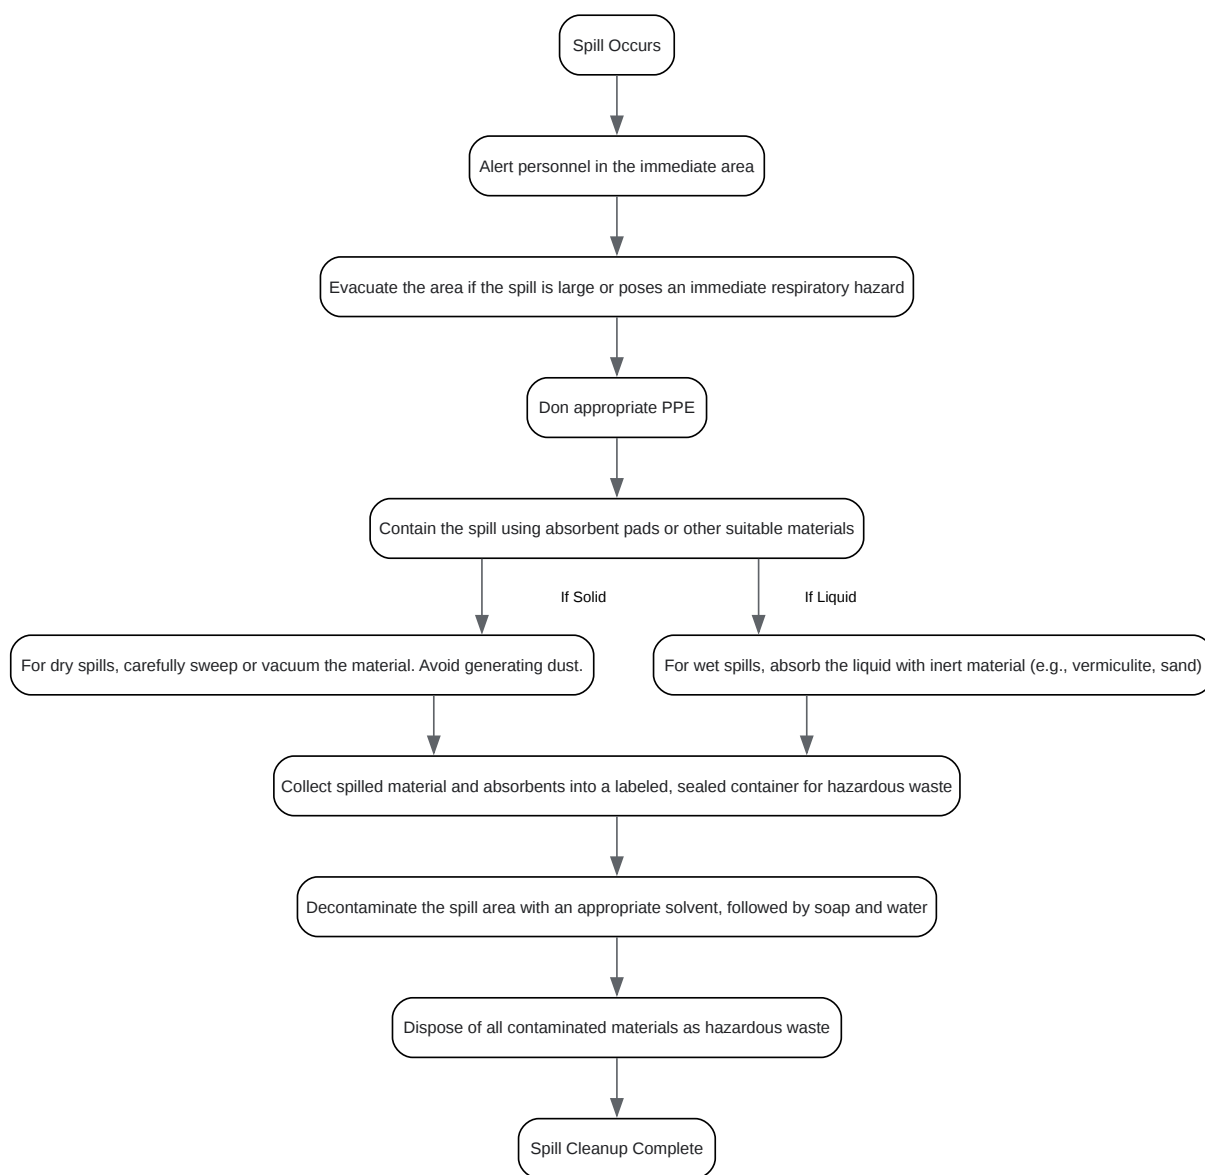 Spill Occurs
Alert personnel in the immediate area
Evacuate the area if the spill is large or poses an immediate respiratory hazard
Don appropriate PPE
Contain the spill using absorbent pads or other suitable materials
If Solid
If Liquid
For dry spills, carefully sweep or vacuum the material. Avoid generating dust.
For wet spills, absorb the liquid with inert material (e.g., vermiculite, sand)
Collect spilled material and absorbents into a labeled, sealed container for hazardous waste
Decontaminate the spill area with an appropriate solvent, followed by soap and water
Dispose of all contaminated materials as hazardous waste
Spill Cleanup Complete